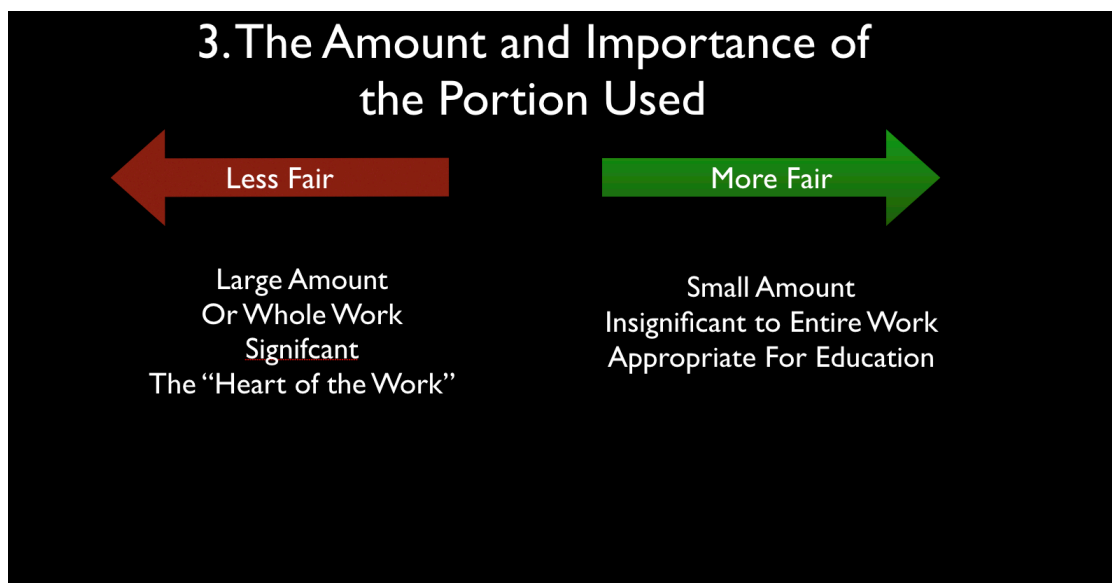 3. The Amount and Importance of
the Portion Used
Less Fair
More Fair
Large Amount
Or Whole Work
Signifcant
The “Heart of the Work”
Small Amount
Insignificant to Entire Work
Appropriate For Education